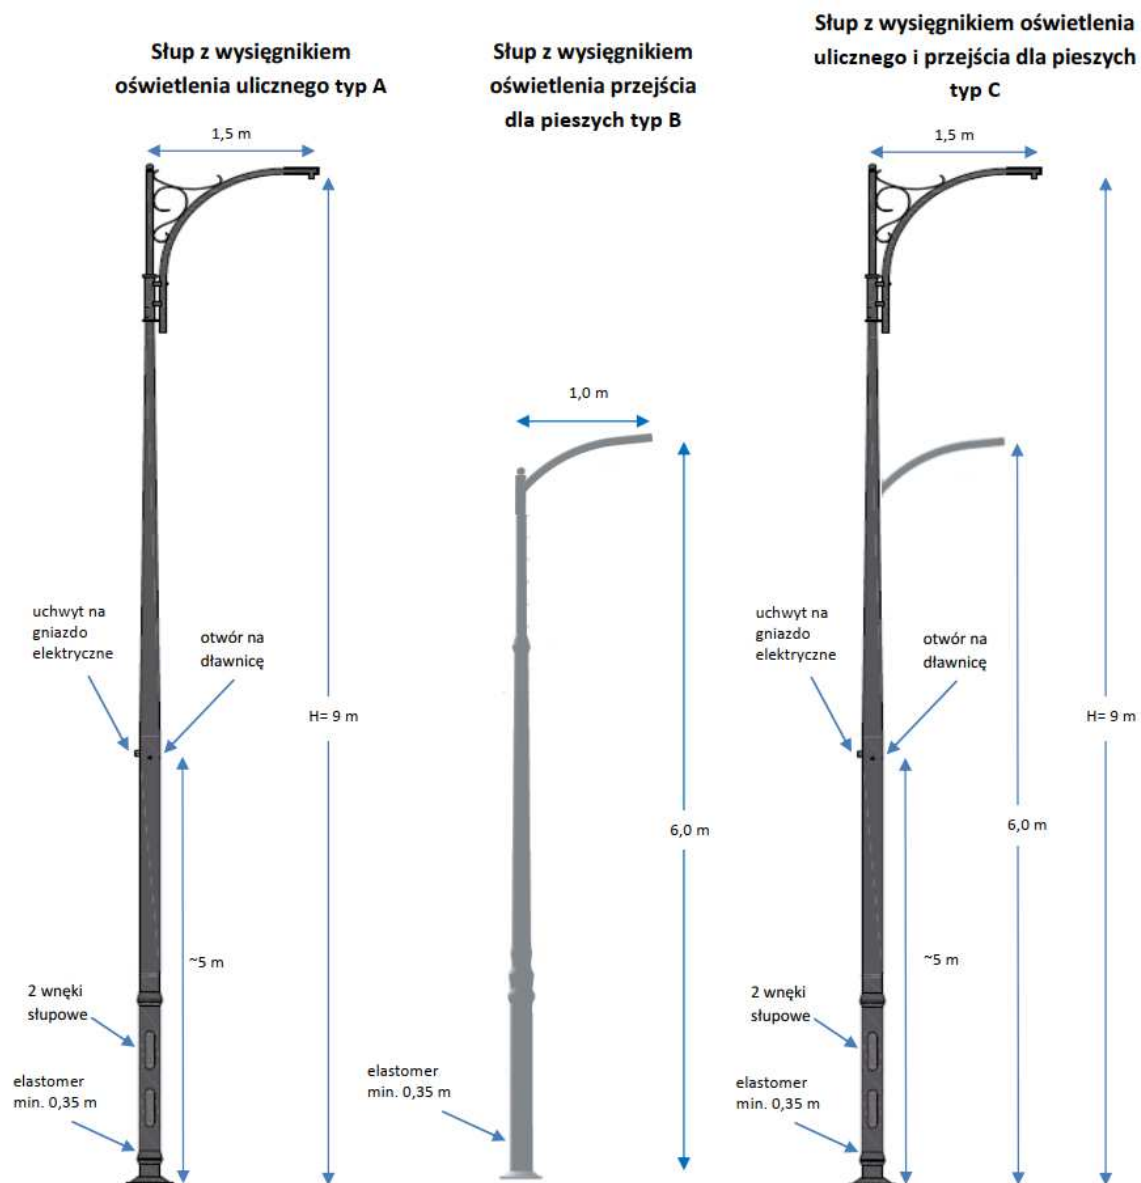 Słup z wysięgnikiem
oświetlenia ulicznego typ A
1,5 m
uchwyt na
gniazdo
elektryczne
otwór na
dławnicę
H= 9 m
~5 m
2 wnęki
słupowe
elastomer
min. 0,35 m
Słup z wysięgnikiem
oświetlenia przejścia
dla pieszych typ B
1,0 m
6,0 m
elastomer
min. 0,35 m
Słup z wysięgnikiem oświetlenia
ulicznego i przejścia dla pieszych
typ C
1,5 m
uchwyt na
gniazdo
elektryczne
otwór na
dławnicę
H= 9 m
6,0 m
~5 m
2 wnęki
słupowe
elastomer
min. 0,35 m